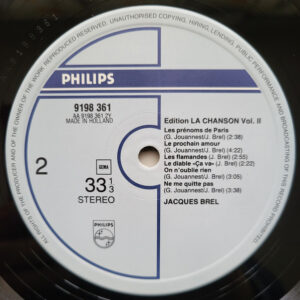 UNAUTHORIZED COPYING, HIRING, LENDING, PUBLIC PERFORMANCE AND BROADCASTING OF THIS RECORD PROHIBITED
ALL RIGHTS OF THE PRODUCER AND OF THE OWNER OF THE WORK REPRODUCED RESERVED.
PHILIPS
9198 361
AA 9198 361 2Y
MADE IN HOLLAND
2
GEMA
33 1/3
STEREO
PHILIPS
Edition LA CHANSON Vol. II
Les prénoms de Paris
(G. Jouannest/J. Brel) (2:38)
Le prochain amour
(G. Jouannest/J. Brel) (4:22)
Les flamandes (J. Brel) (2:55)
Le diable «Ça va» (J. Brel) (2:22)
On n'oublie rien
(G. Jouannest/J. Brel) (3:05)
Ne me quitte pas
(G. Jouannest/J. Brel) (3:38)
JACQUES BREL